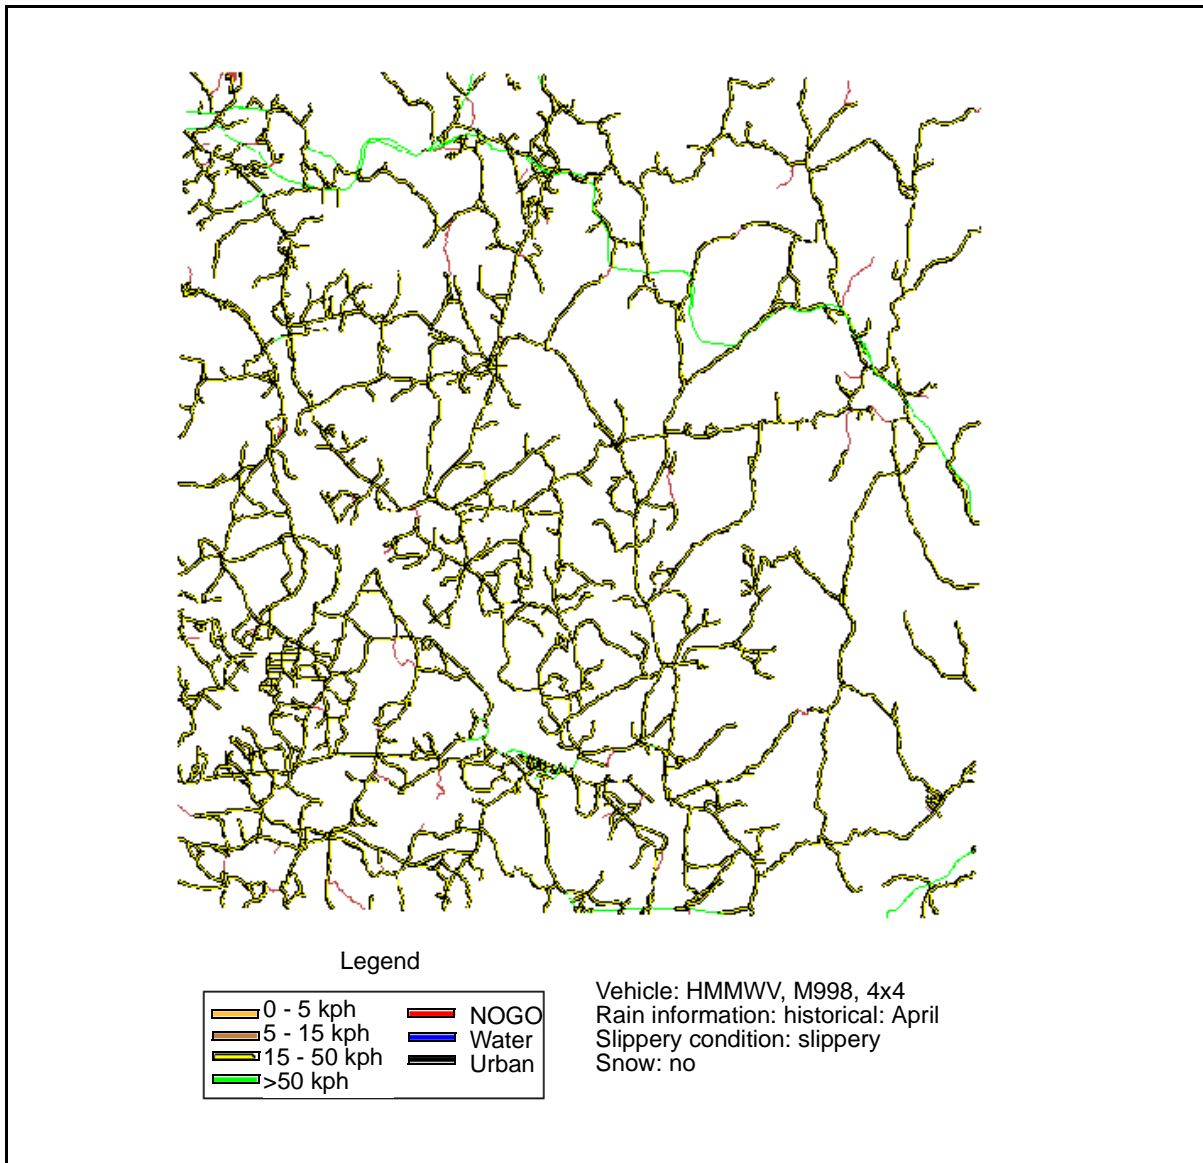 Legend
0 - 5 kph
5 - 15 kph
15 - 50 kph
>50 kph
NOGO
Water
Urban
Vehicle: HMMWV, M998, 4x4
Rain information: historical: April
Slippery condition: slippery
Snow: no